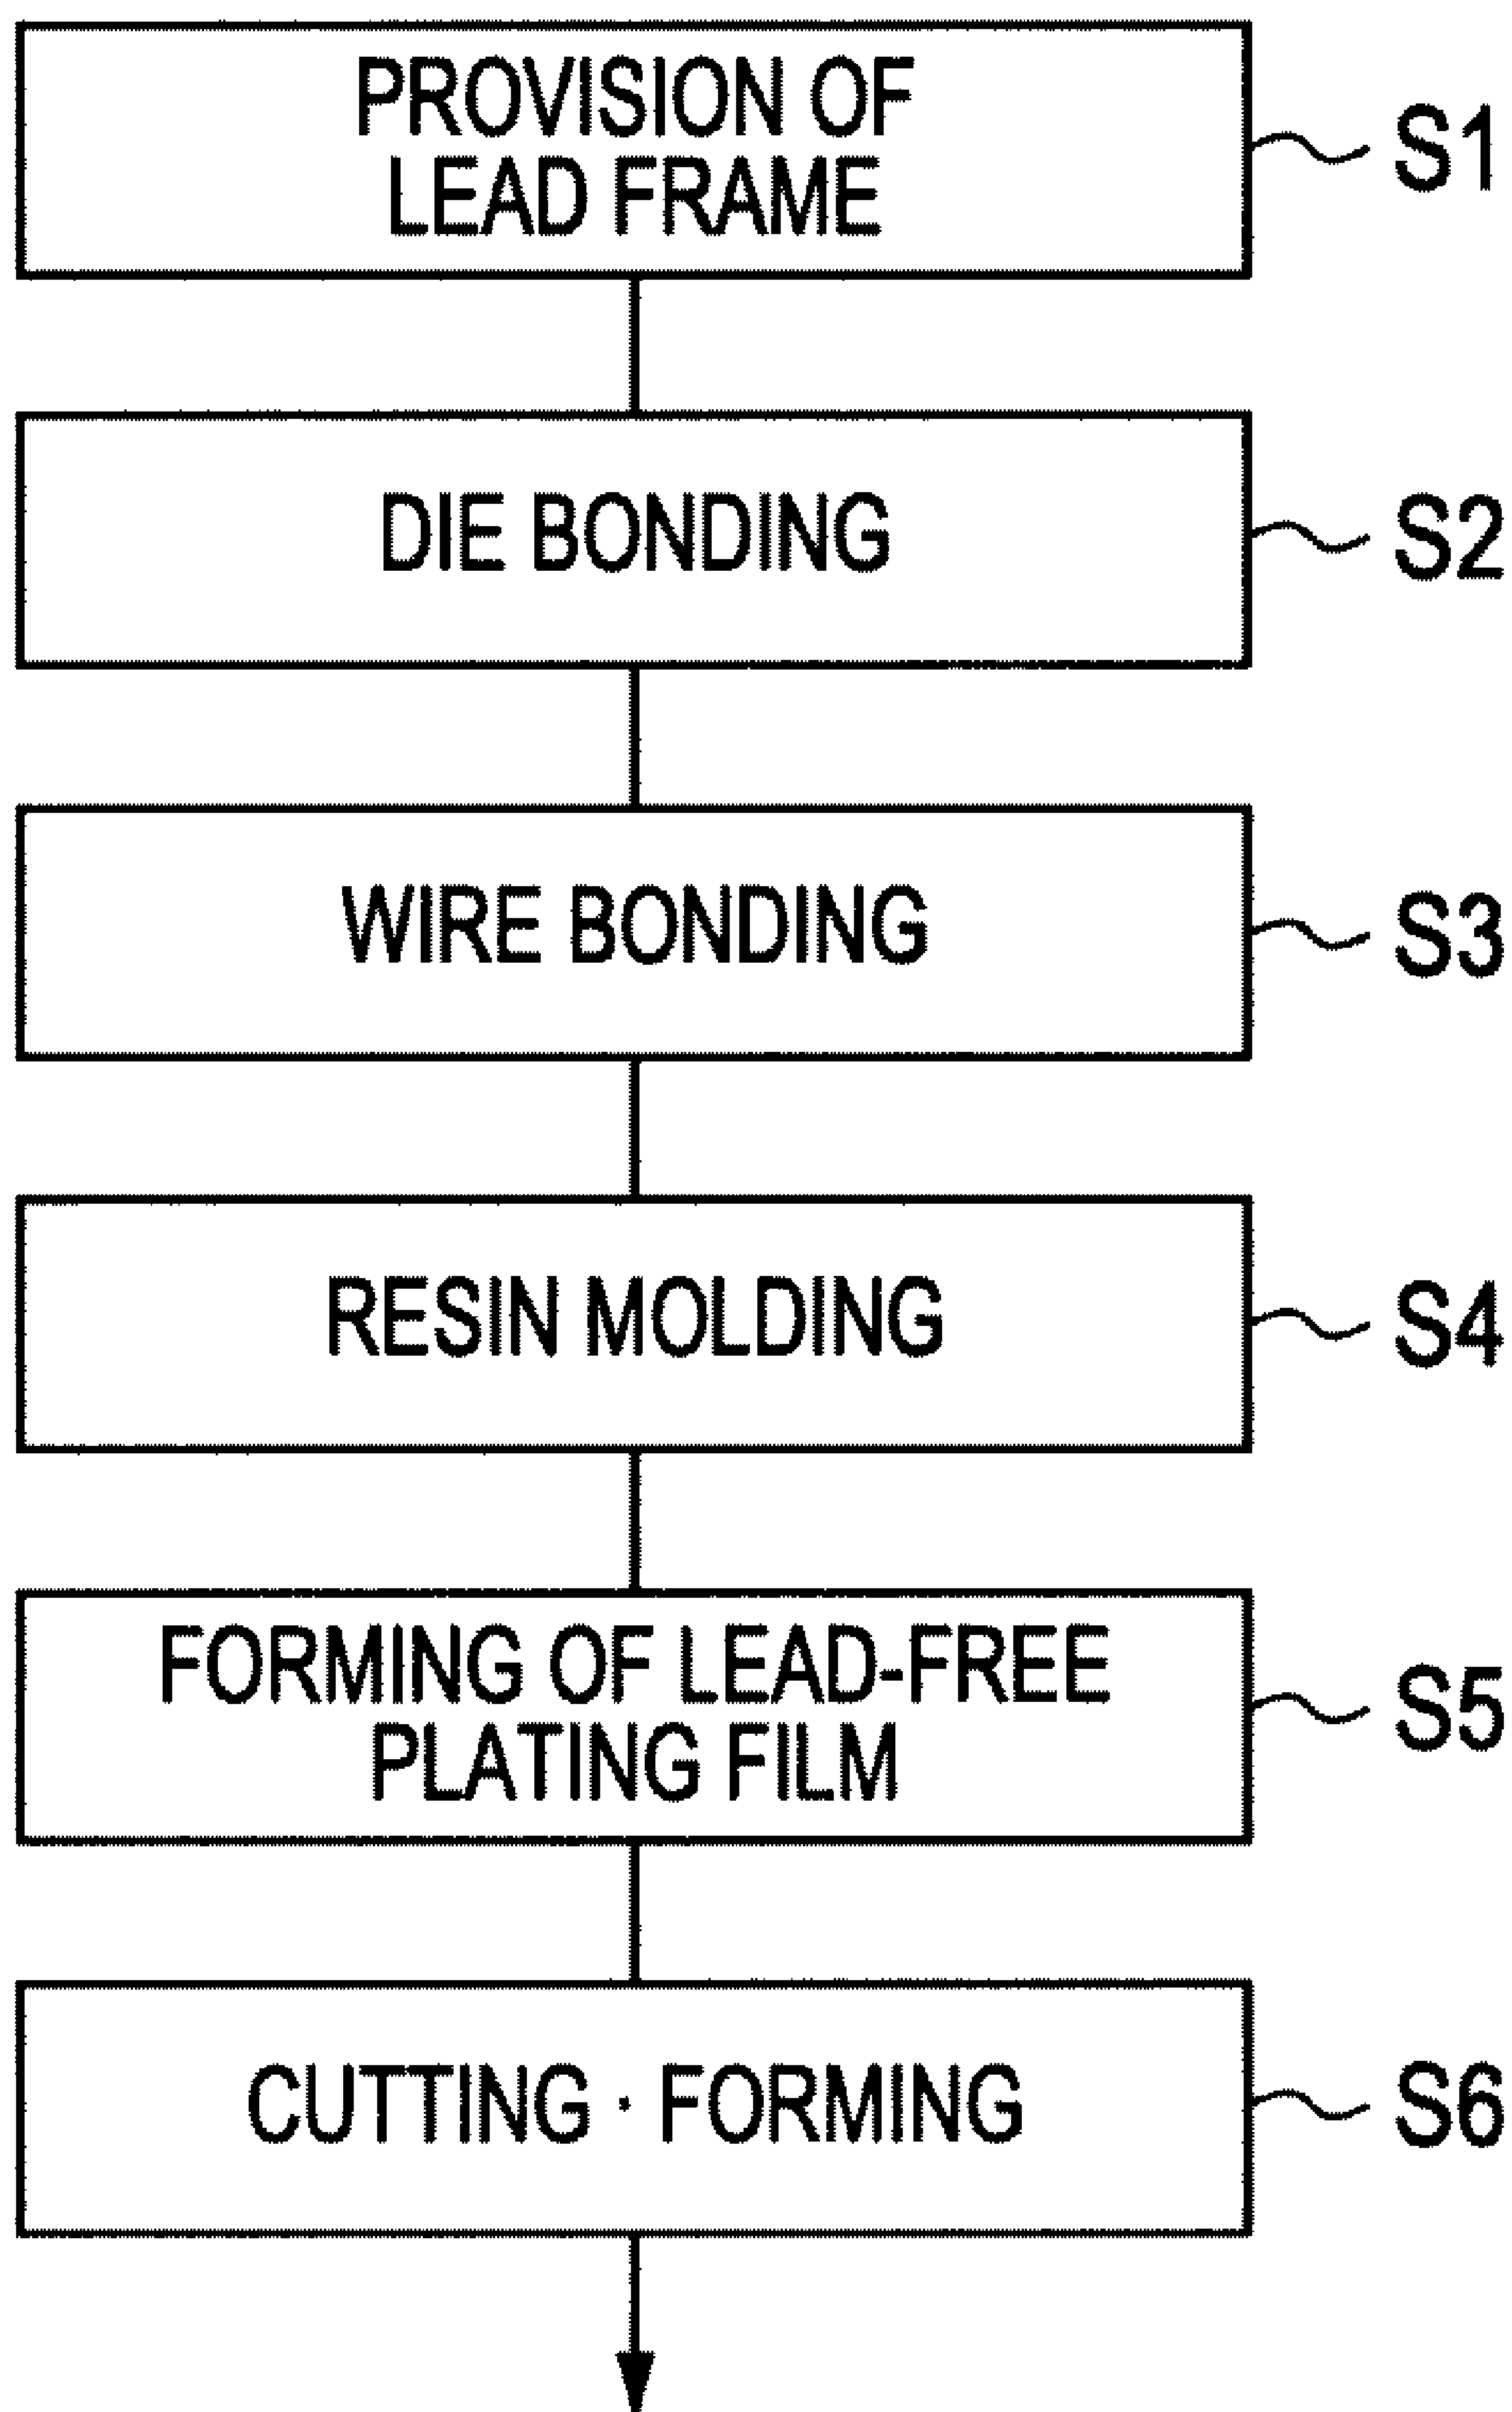 PROVISION OF
LEAD FRAME
S1
DIE BONDING
S2
WIRE BONDING
S3
RESIN MOLDING
S4
FORMING OF LEAD-FREE
PLATING FILM
S5
CUTTING · FORMING
S6